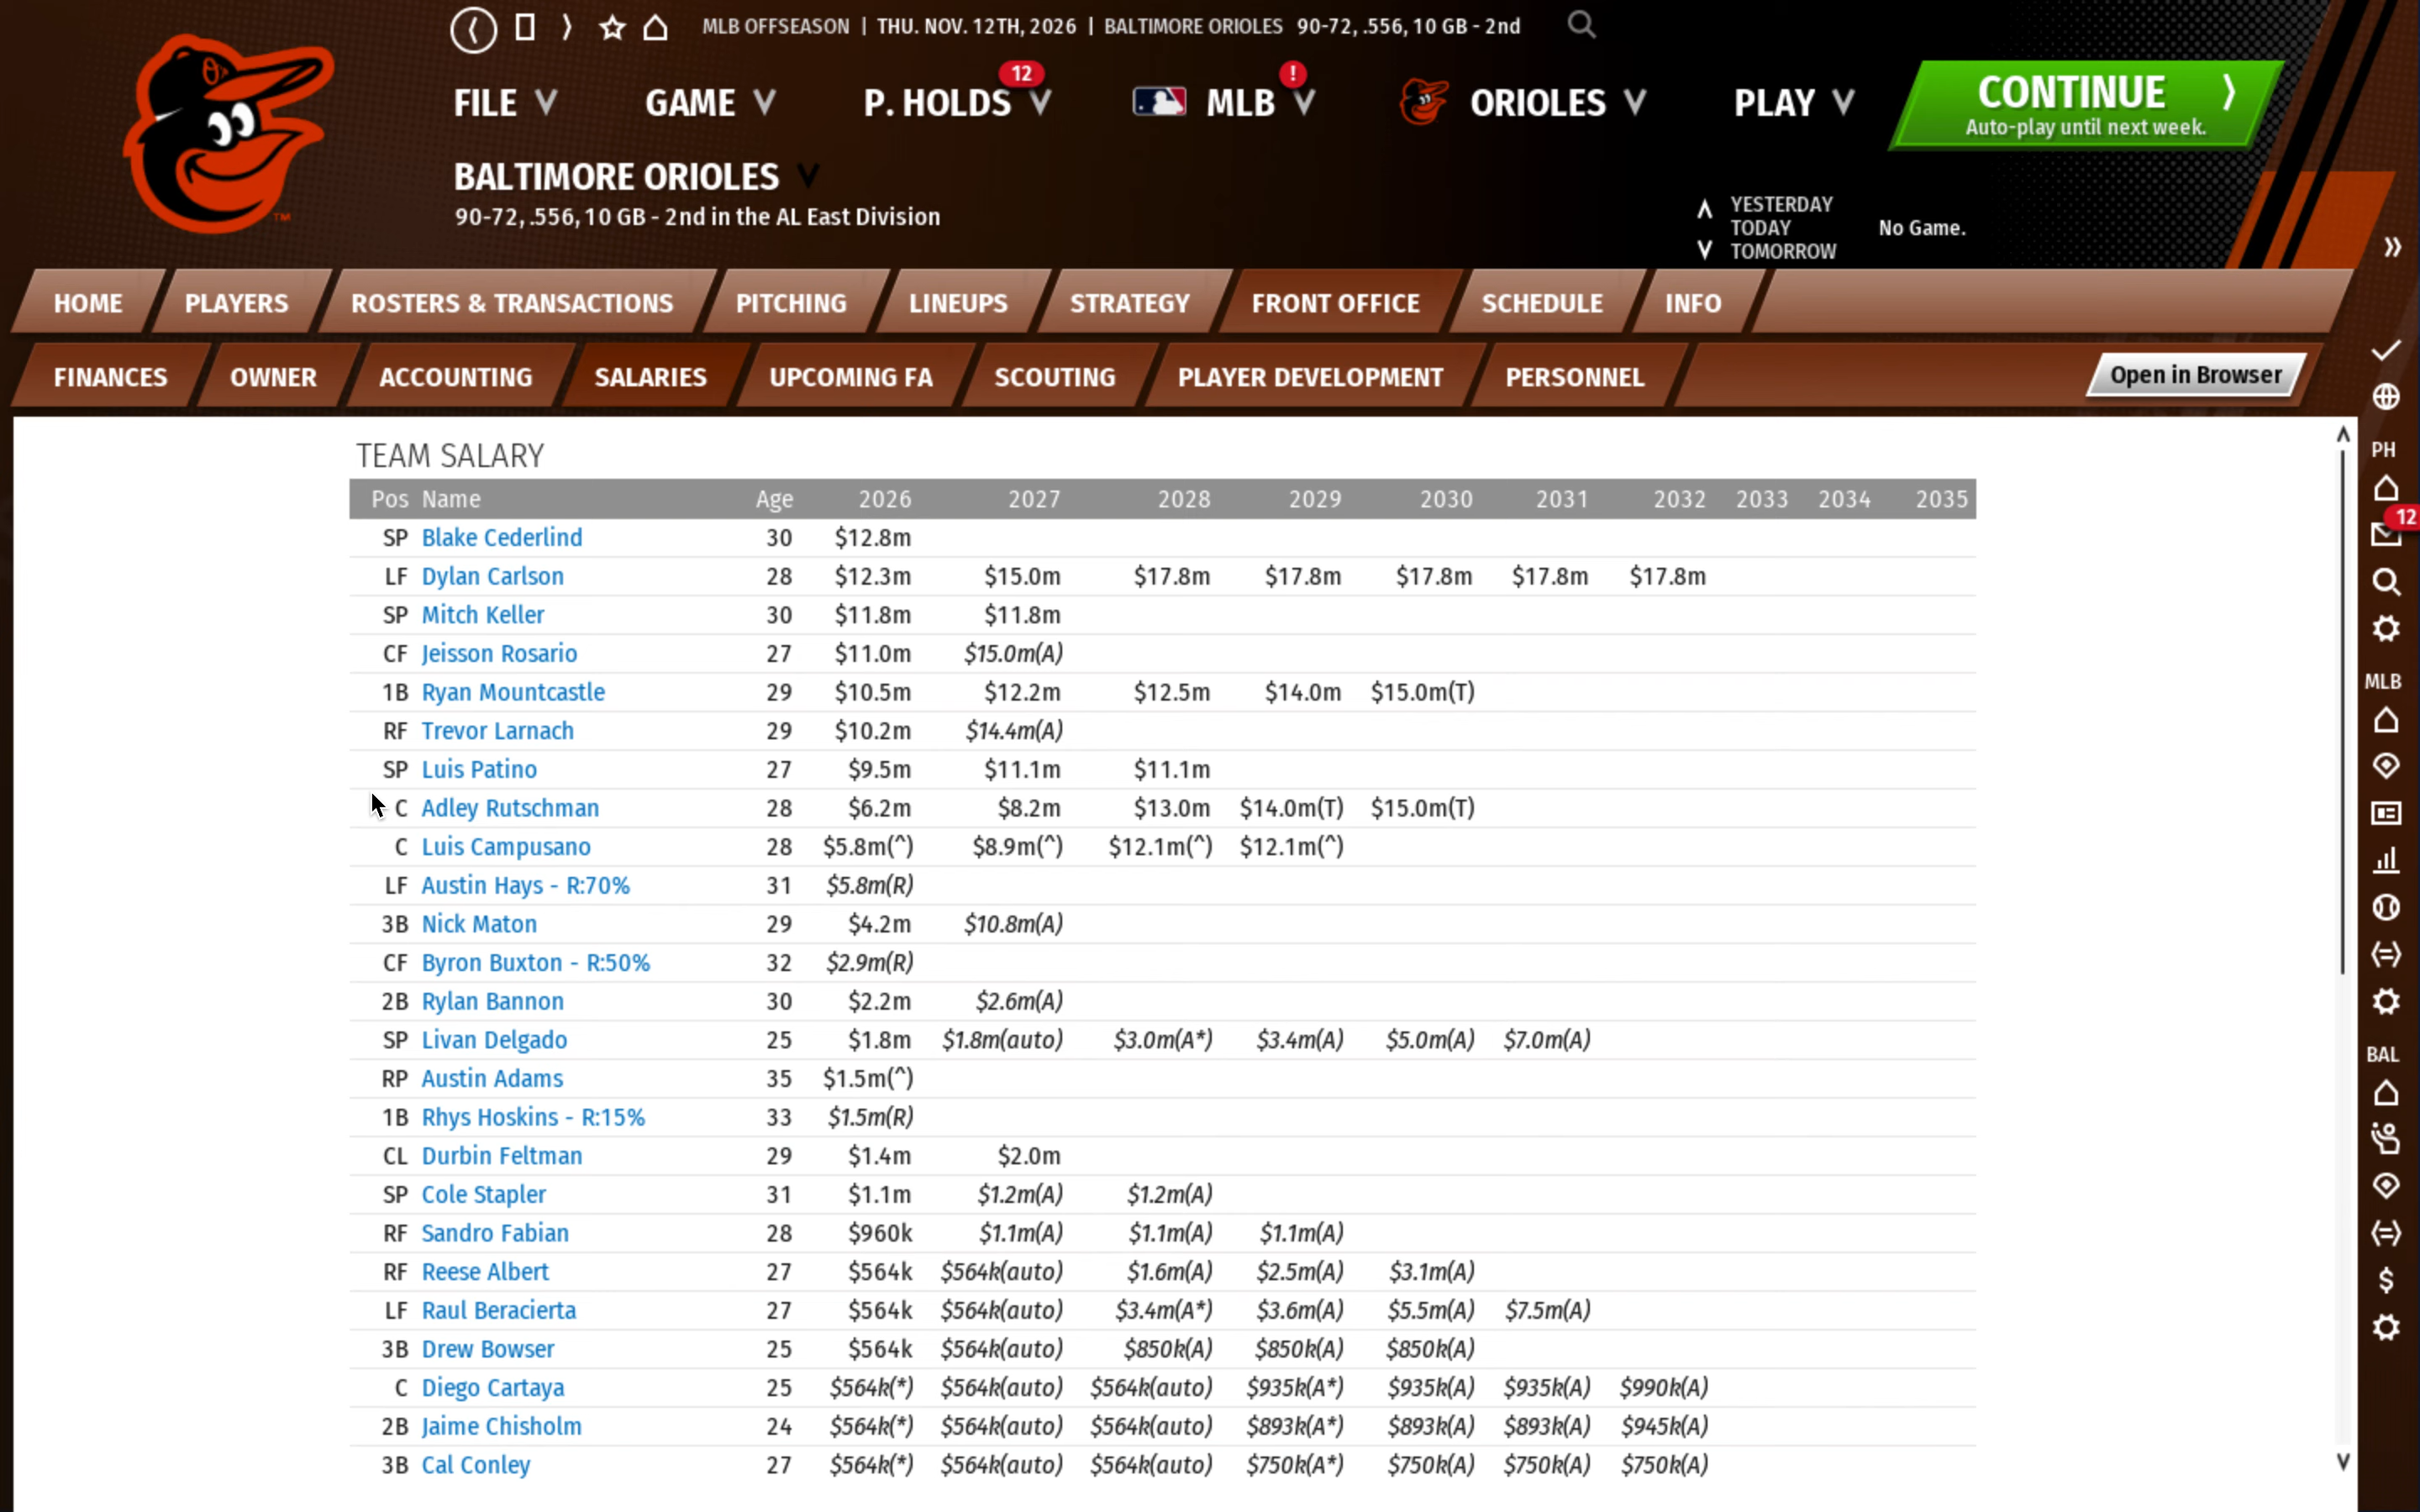 MLB OFFSEASON | THU. NOV. 12TH, 2026 | BALTIMORE ORIOLES 90-72, .556, 10 GB - 2nd
FILE GAME P. HOLDS 12 MLB ! ORIOLES PLAY
CONTINUE
Auto-play until next week.
BALTIMORE ORIOLES
90-72, .556, 10 GB - 2nd in the AL East Division
YESTERDAY
TODAY No Game.
TOMORROW
HOME PLAYERS ROSTERS & TRANSACTIONS PITCHING LINEUPS STRATEGY FRONT OFFICE SCHEDULE INFO
FINANCES OWNER ACCOUNTING SALARIES UPCOMING FA SCOUTING PLAYER DEVELOPMENT PERSONNEL Open in Browser
TEAM SALARY
Pos Name Age 2026 2027 2028 2029 2030 2031 2032 2033 2034 2035
SP Blake Cederlind 30 $12.8m
LF Dylan Carlson 28 $12.3m $15.0m $17.8m $17.8m $17.8m $17.8m $17.8m
SP Mitch Keller 30 $11.8m $11.8m
CF Jeisson Rosario 27 $11.0m $15.0m(A)
1B Ryan Mountcastle 29 $10.5m $12.2m $12.5m $14.0m $15.0m(T)
RF Trevor Larnach 29 $10.2m $14.4m(A)
SP Luis Patino 27 $9.5m $11.1m $11.1m
C Adley Rutschman 28 $6.2m $8.2m $13.0m $14.0m(T) $15.0m(T)
C Luis Campusano 28 $5.8m(^) $8.9m(^) $12.1m(^) $12.1m(^)
LF Austin Hays - R:70% 31 $5.8m(R)
3B Nick Maton 29 $4.2m $10.8m(A)
CF Byron Buxton - R:50% 32 $2.9m(R)
2B Rylan Bannon 30 $2.2m $2.6m(A)
SP Livan Delgado 25 $1.8m $1.8m(auto) $3.0m(A*) $3.4m(A) $5.0m(A) $7.0m(A)
RP Austin Adams 35 $1.5m(^)
1B Rhys Hoskins - R:15% 33 $1.5m(R)
CL Durbin Feltman 29 $1.4m $2.0m
SP Cole Stapler 31 $1.1m $1.2m(A) $1.2m(A)
RF Sandro Fabian 28 $960k $1.1m(A) $1.1m(A) $1.1m(A)
RF Reese Albert 27 $564k $564k(auto) $1.6m(A) $2.5m(A) $3.1m(A)
LF Raul Beracierta 27 $564k $564k(auto) $3.4m(A*) $3.6m(A) $5.5m(A) $7.5m(A)
3B Drew Bowser 25 $564k $564k(auto) $850k(A) $850k(A) $850k(A)
C Diego Cartaya 25 $564k(*) $564k(auto) $564k(auto) $935k(A*) $935k(A) $935k(A) $990k(A)
2B Jaime Chisholm 24 $564k(*) $564k(auto) $564k(auto) $893k(A*) $893k(A) $893k(A) $945k(A)
3B Cal Conley 27 $564k(*) $564k(auto) $564k(auto) $750k(A*) $750k(A) $750k(A) $750k(A)
PH
12
MLB
BAL
$